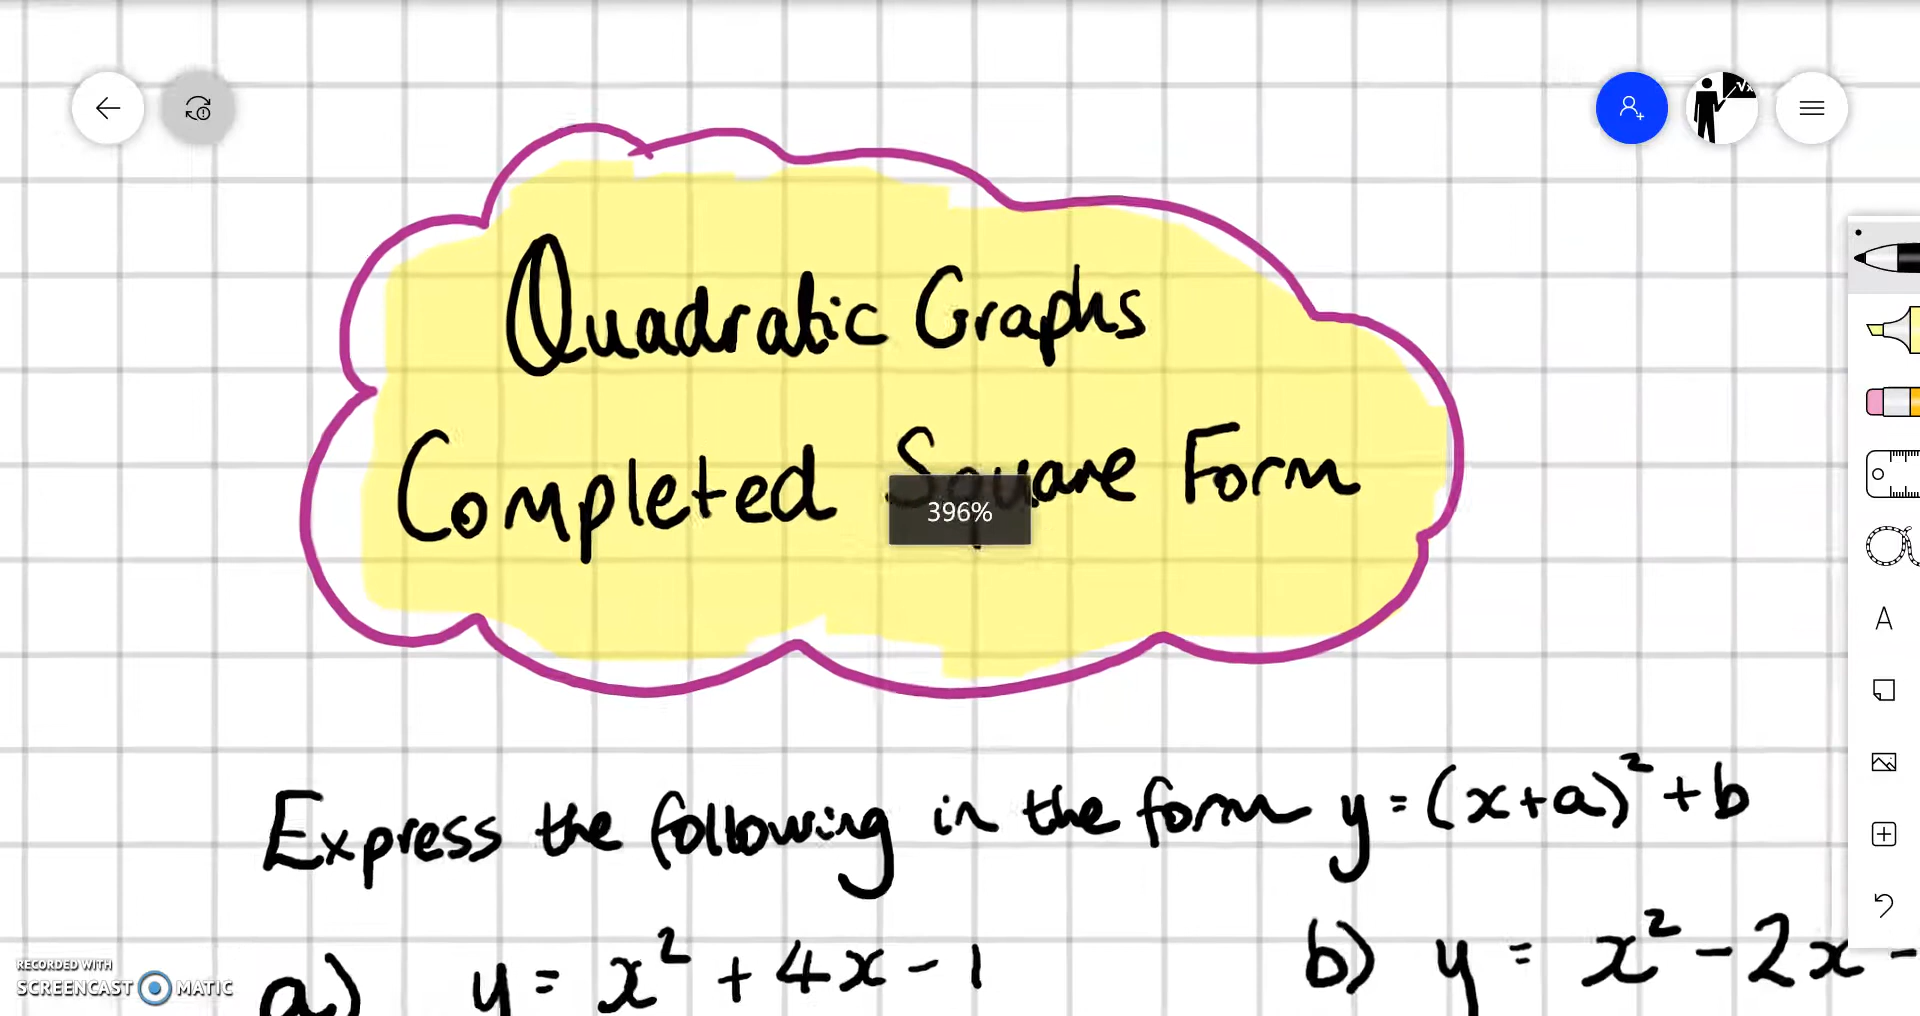 Quadratic Graphs
Completed Square Form
396%
Express the following in the form y = (x+a)² + b
a) y = x² + 4x - 1
b) y = x² - 2x -
A
√x
RECORDED WITH
SCREENCAST MATIC